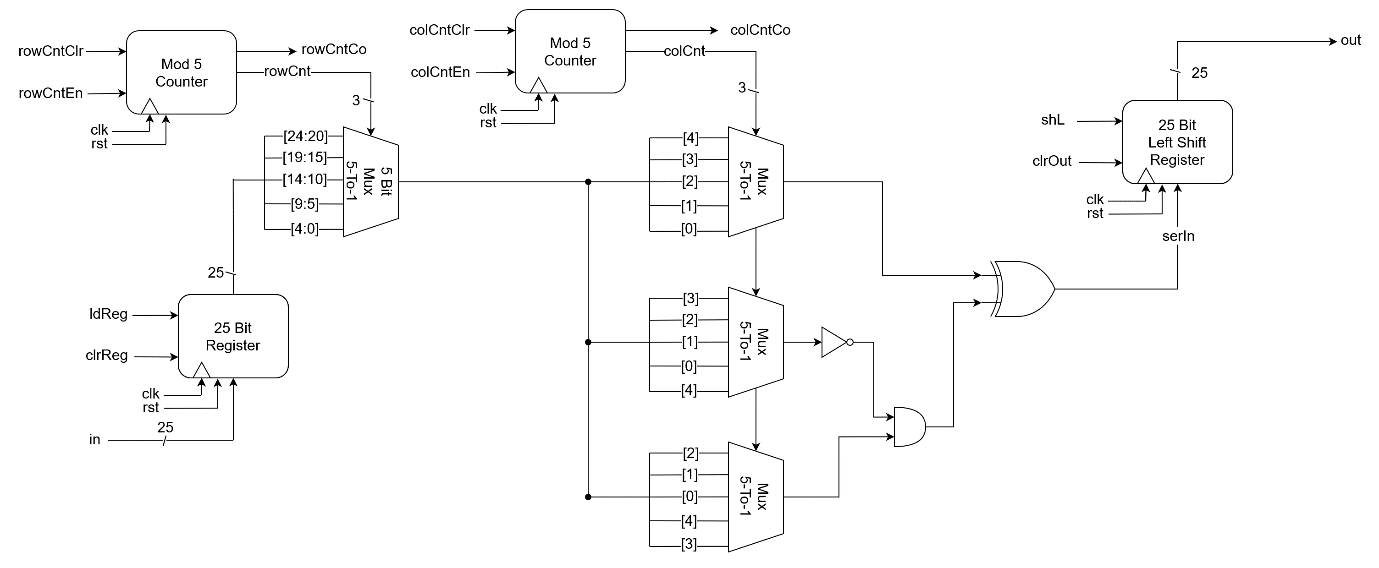 rowCntClr
rowCntEn
Mod 5
Counter
clk
rst
rowCntCo
rowCnt
3
colCntClr
colCntEn
Mod 5
Counter
clk
rst
colCntCo
colCnt
3
[24:20]
[19:15]
[14:10]
[9:5]
[4:0]
5 Bit
Mux
5-To-1
25
ldReg
clrReg
25 Bit
Register
clk
rst
in
25
[4]
[3]
[2]
[1]
[0]
Mux
5-To-1
[3]
[2]
[1]
[0]
[4]
Mux
5-To-1
[2]
[1]
[0]
[4]
[3]
Mux
5-To-1
out
25
shL
clrOut
25 Bit
Left Shift
Register
clk
rst
serIn